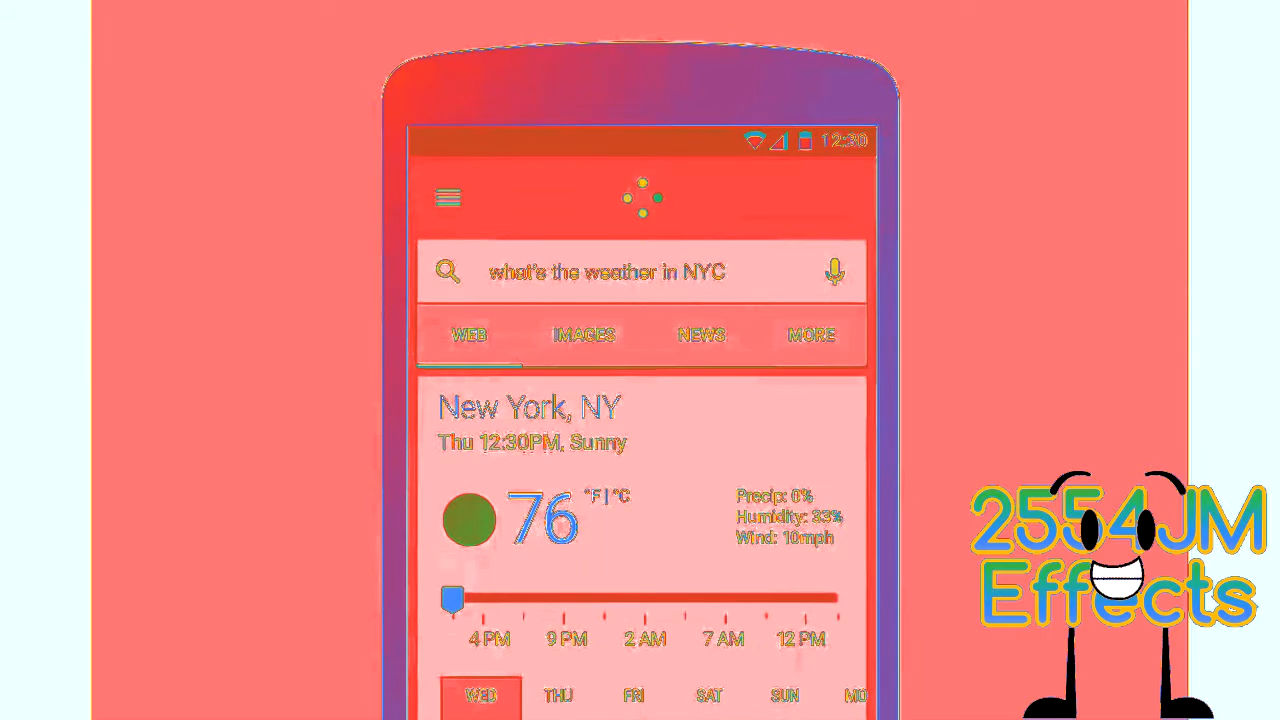 12:30
what's the weather in NYC
WEB IMAGES NEWS MORE
New York, NY
Thu 12:30PM, Sunny
76 °F | °C
Precip: 0%
Humidity: 33%
Wind: 10mph
4 PM 9 PM 2 AM 7 AM 12 PM
WED THU FRI SAT SUN MO
2554JM
Effects